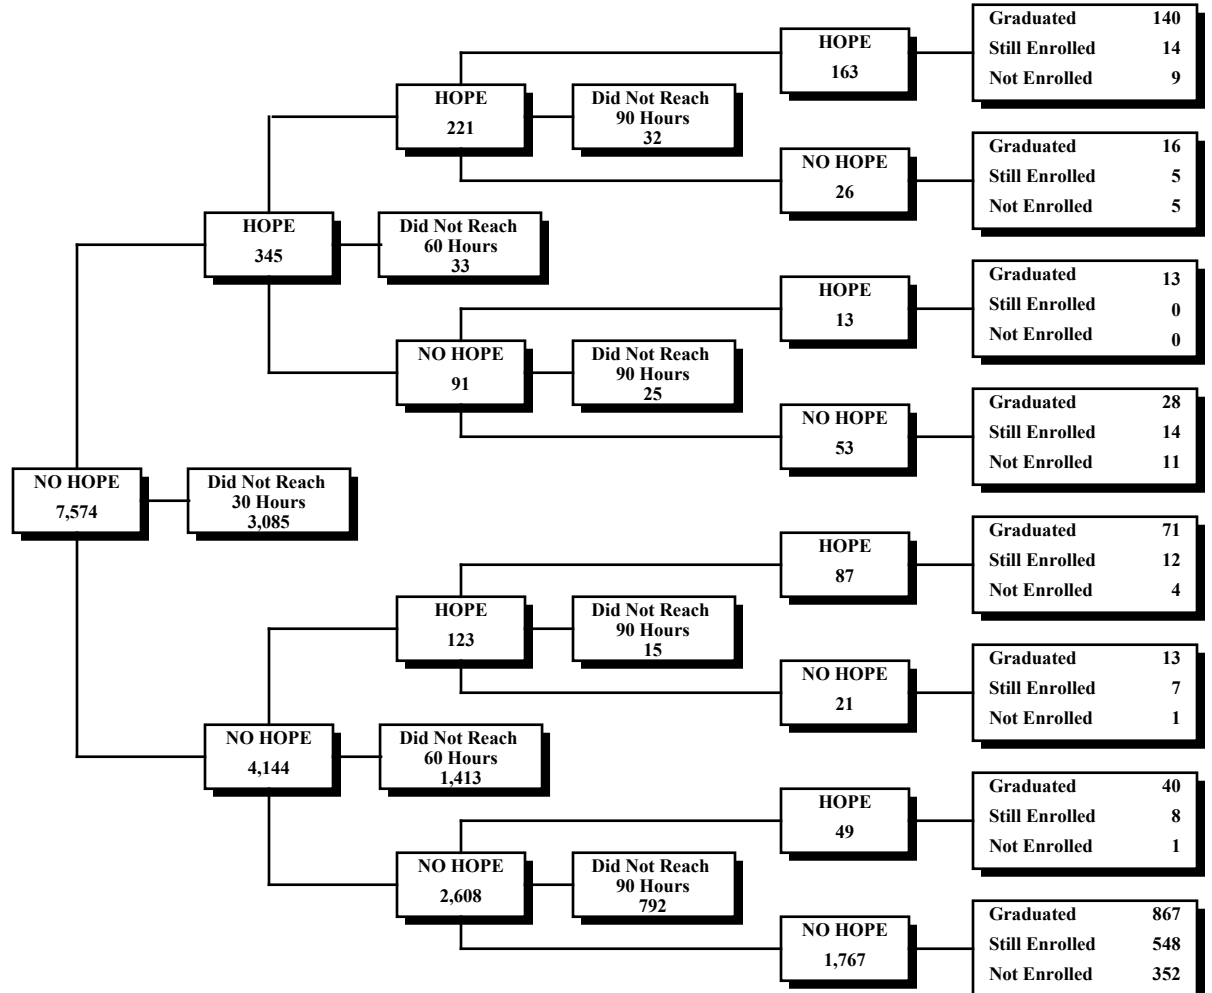 HOPE
163
Graduated 140
Still Enrolled 14
Not Enrolled 9
HOPE
221
Did Not Reach
90 Hours
32
NO HOPE
26
Graduated 16
Still Enrolled 5
Not Enrolled 5
HOPE
345
Did Not Reach
60 Hours
33
HOPE
13
Graduated 13
Still Enrolled 0
Not Enrolled 0
NO HOPE
91
Did Not Reach
90 Hours
25
NO HOPE
53
Graduated 28
Still Enrolled 14
Not Enrolled 11
NO HOPE
7,574
Did Not Reach
30 Hours
3,085
HOPE
87
Graduated 71
Still Enrolled 12
Not Enrolled 4
HOPE
123
Did Not Reach
90 Hours
15
NO HOPE
21
Graduated 13
Still Enrolled 7
Not Enrolled 1
NO HOPE
4,144
Did Not Reach
60 Hours
1,413
HOPE
49
Graduated 40
Still Enrolled 8
Not Enrolled 1
NO HOPE
2,608
Did Not Reach
90 Hours
792
NO HOPE
1,767
Graduated 867
Still Enrolled 548
Not Enrolled 352